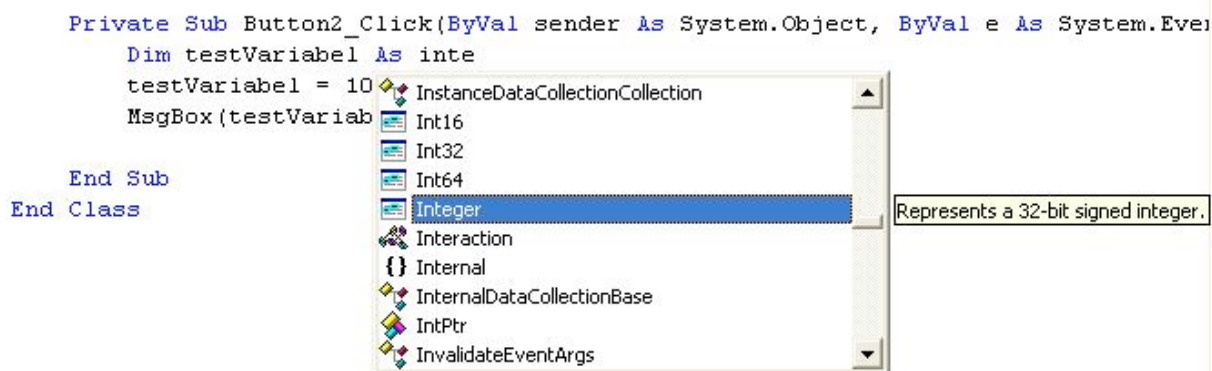 Private Sub Button2_Click(ByVal sender As System.Object, ByVal e As System.Eve
Dim testVariabel As inte
testVariabel = 10
MsgBox(testVariab
End Sub
End Class
InstanceDataCollectionCollection
Int16
Int32
Int64
Integer
Interaction
{} Internal
InternalDataCollectionBase
IntPtr
InvalidateEventArgs
Represents a 32-bit signed integer.